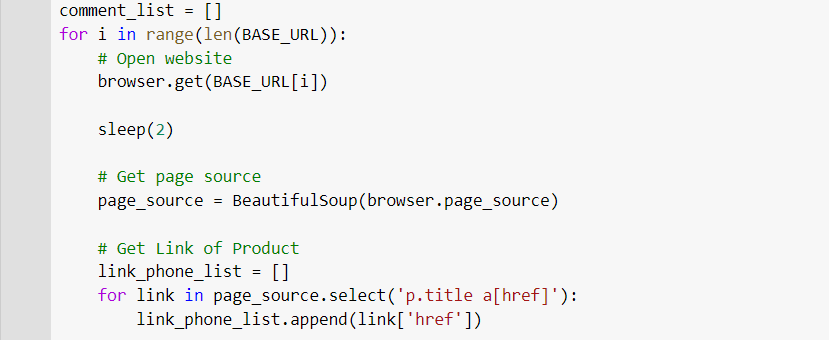 comment_list = []
for i in range(len(BASE_URL)):
    # Open website
    browser.get(BASE_URL[i])

    sleep(2)

    # Get page source
    page_source = BeautifulSoup(browser.page_source)

    # Get Link of Product
    link_phone_list = []
    for link in page_source.select('p.title a[href]'):
        link_phone_list.append(link['href'])